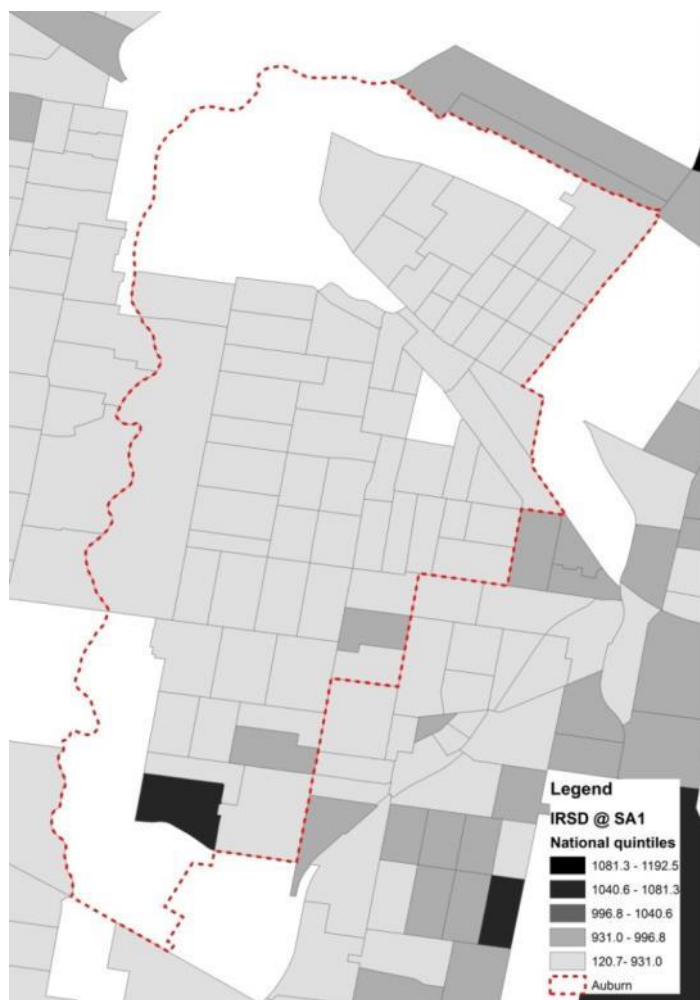 Legend
IRSD @ SA1
National quintiles
1081.3 - 1192.5
1040.6 - 1081.3
996.8 - 1040.6
931.0 - 996.8
120.7- 931.0
Auburn